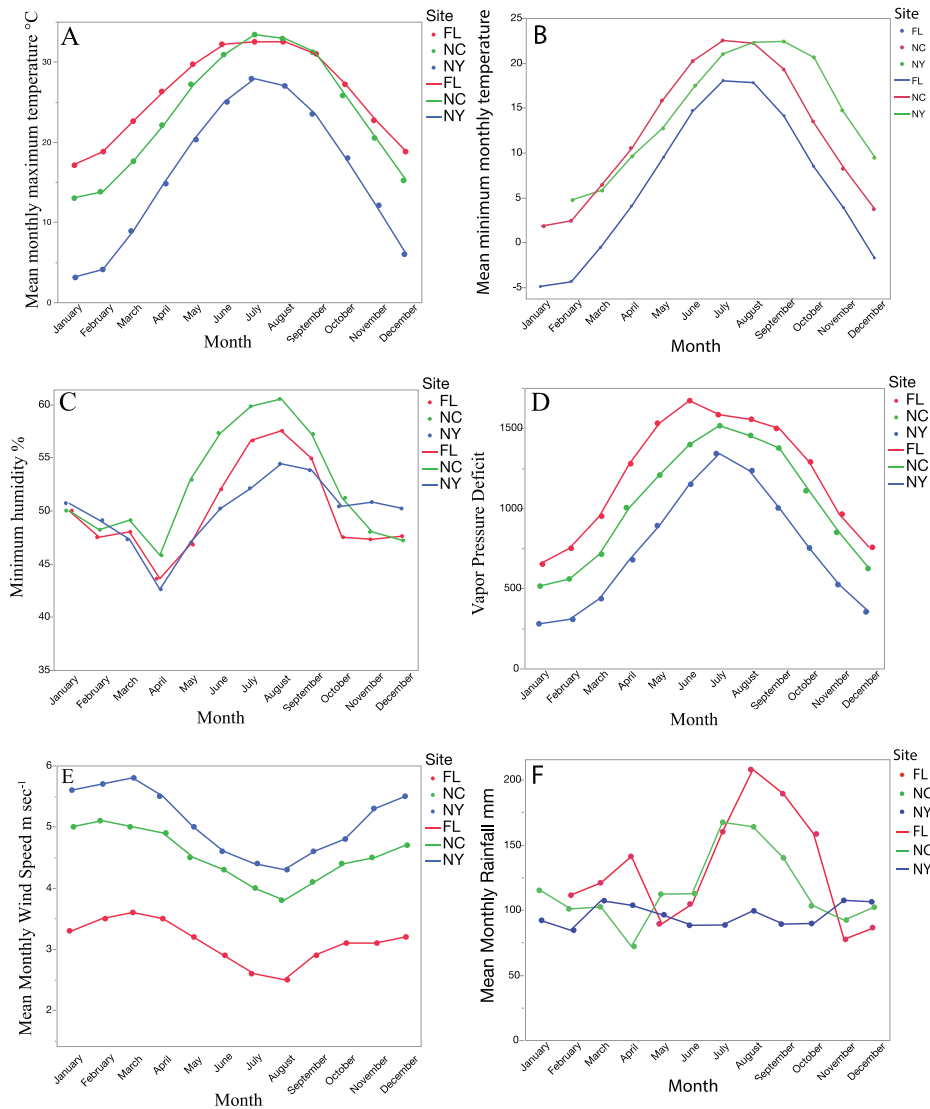 A
Mean monthly maximum temperature °C
30
20
10
0
January
February
March
April
May
June
July
August
September
October
November
December
Month
Site
FL
NC
NY
FL
NC
NY
B
Mean minimum monthly temperature
25
20
15
10
5
0
-5
January
February
March
April
May
June
July
August
September
October
November
December
Month
Site
FL
NC
NY
FL
NC
NY
C
Minimum humidity %
60
55
50
45
40
35
January
February
March
April
May
June
July
August
September
October
November
December
Month
Site
FL
NC
NY
FL
NC
NY
D
Vapor Pressure Deficit
1500
1000
500
0
January
February
March
April
May
June
July
August
September
October
November
December
Month
Site
FL
NC
NY
FL
NC
NY
E
Mean Monthly Wind Speed m sec-1
6
5
4
3
2
January
February
March
April
May
June
July
August
September
October
November
December
Month
Site
FL
NC
NY
FL
NC
NY
F
Mean Monthly Rainfall mm
200
150
100
50
0
January
February
March
April
May
June
July
August
September
October
November
December
Month
Site
FL
NC
NY
FL
NC
NY